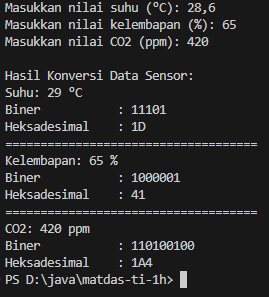 Masukkan nilai suhu (ºC): 28,6
Masukkan nilai kelembapan (%): 65
Masukkan nilai CO2 (ppm): 420
Hasil Konversi Data Sensor:
Suhu: 29 ºC
Biner : 11101
Heksadesimal : 1D
====================================
Kelembapan: 65 %
Biner : 1000001
Heksadesimal : 41
====================================
CO2: 420 ppm
Biner : 110100100
Heksadesimal : 1A4
PS D:\java\matdas-ti-1h>